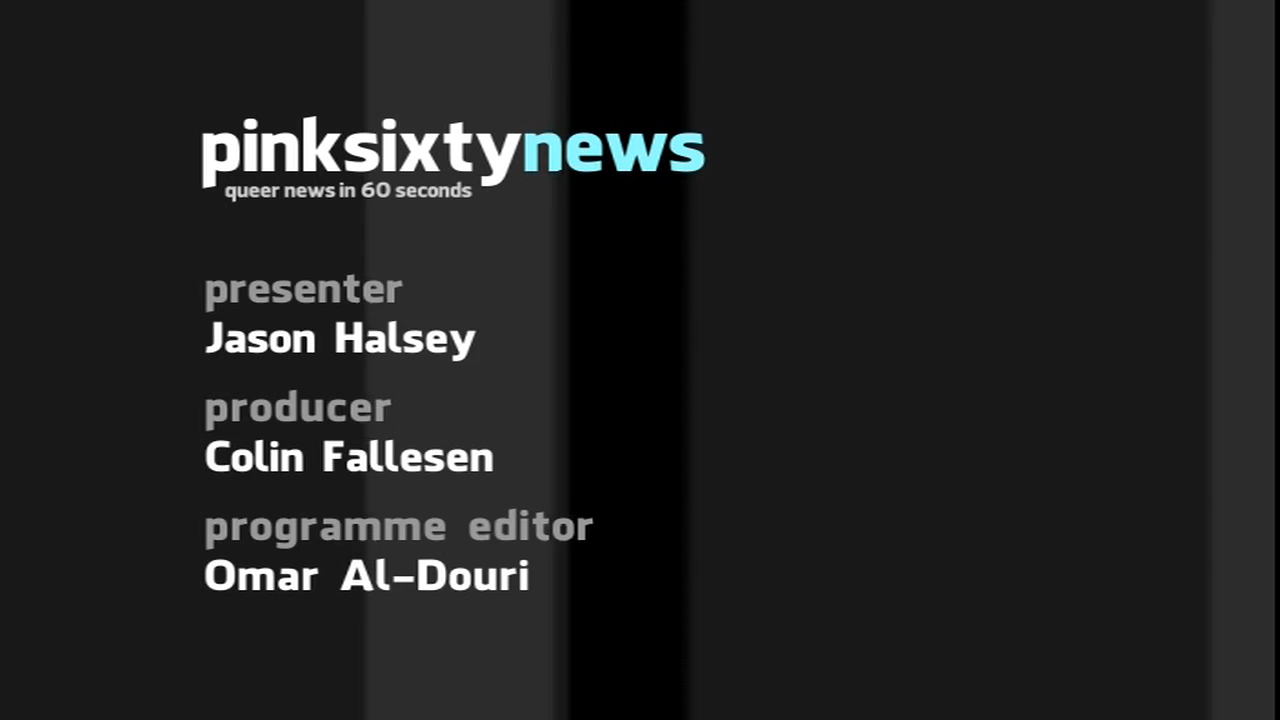 pinksixtynews
queer news in 60 seconds
presenter
Jason Halsey
producer
Colin Fallesen
programme editor
Omar Al-Douri